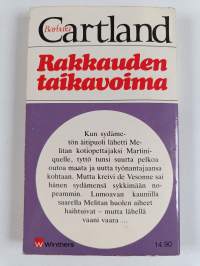 Barbara
Cartland
Rakkauden
taikavoima
Kun sydäme-
tön äitipuoli lähetti Me-
litan kotiopettajaksi Martini-
quelle, tyttö tunsi suurta pelkoa
outoa maata ja uutta työnantajaansa
kohtaan. Mutta kreivi de Vesonne sai
hänen sydämensä sykkimään no-
peammin. Lumoavan kauniilla
saarella Melitan huolen aiheet
haihtuivat – mutta lähellä
vaani vaara ...
Winthers
14.90